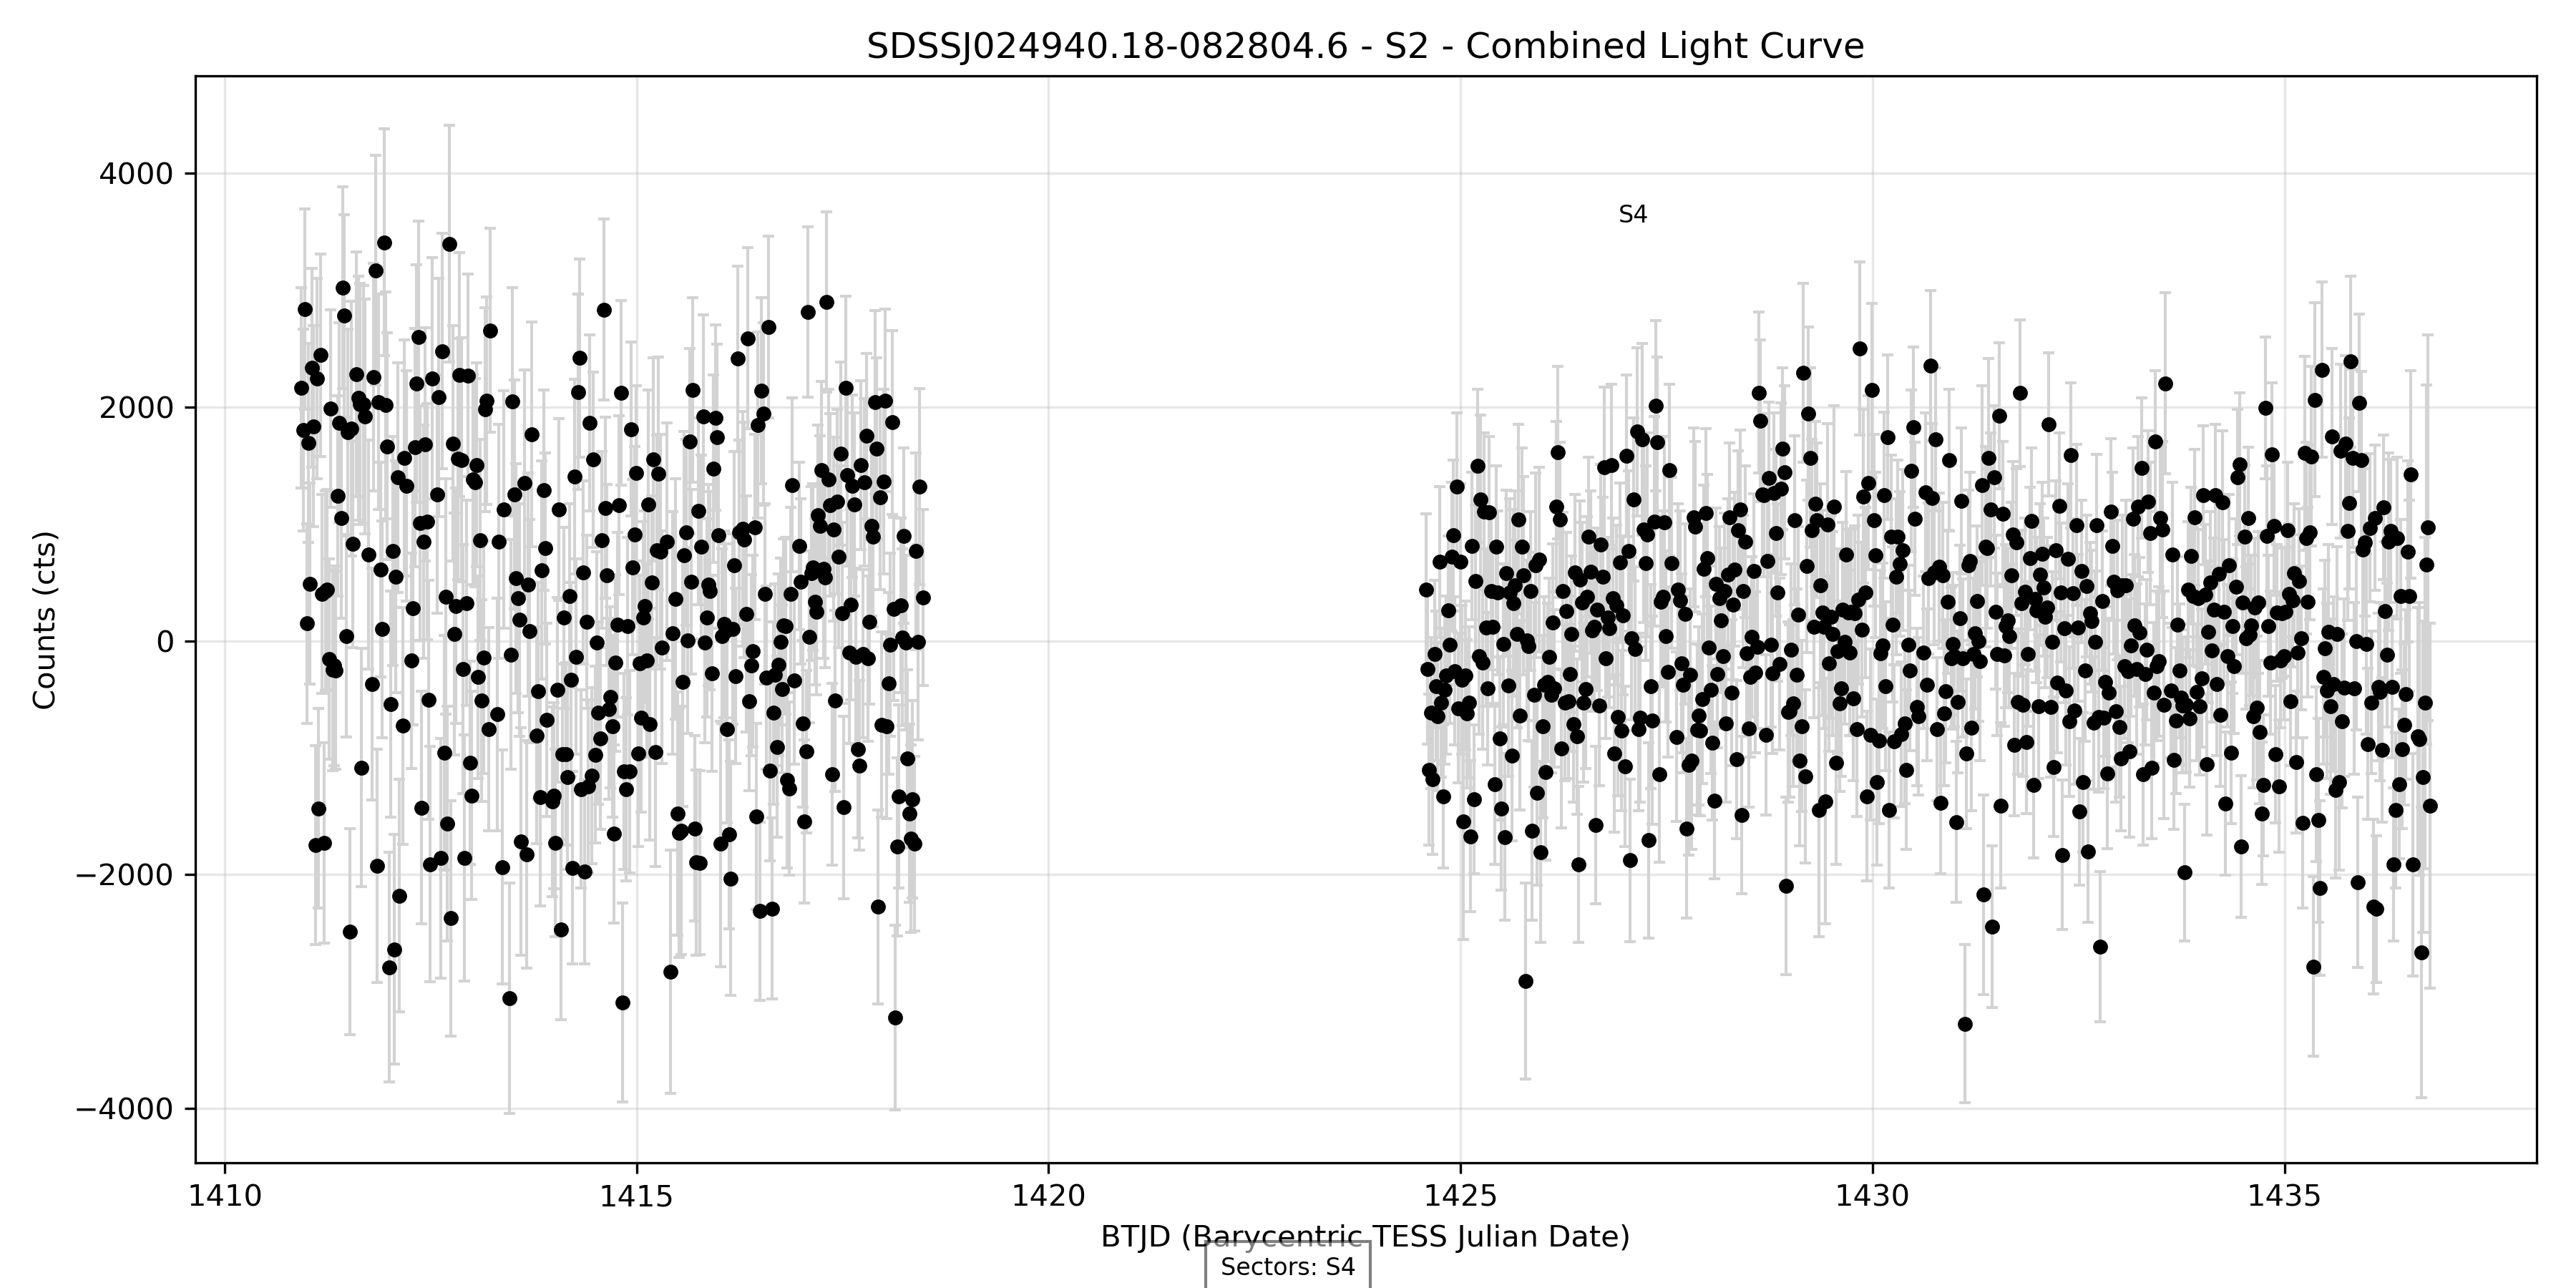 SDSSJ024940.18-082804.6 - S2 - Combined Light Curve
Counts (cts)
4000
2000
0
−2000
−4000
S4
1410 1415 1420 1425 1430 1435
BTJD (Barycentric TESS Julian Date)
Sectors: S4